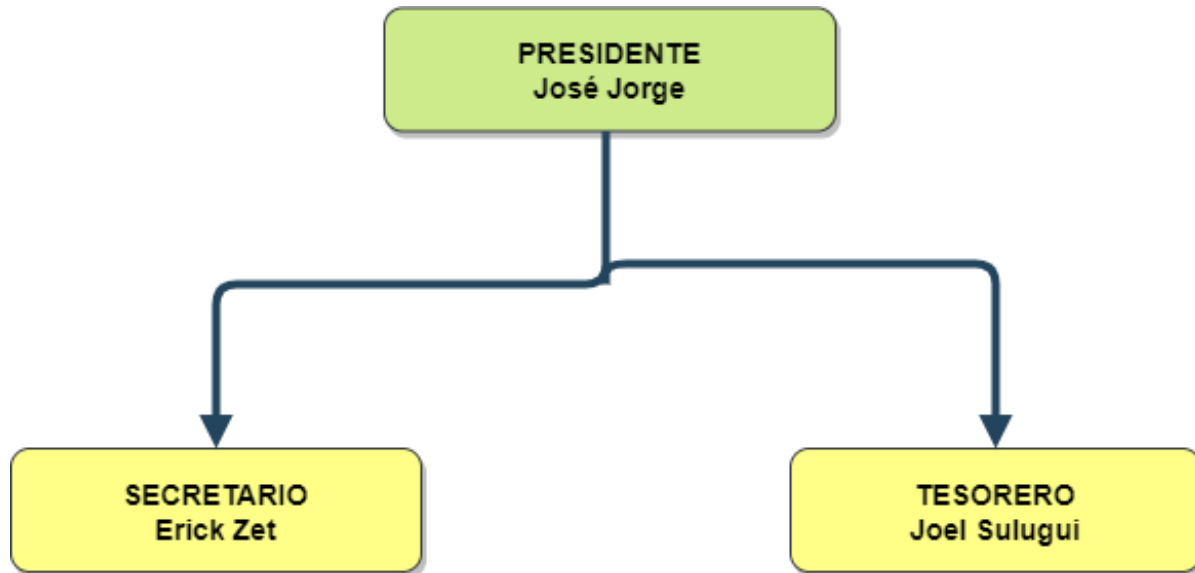 PRESIDENTE
José Jorge
SECRETARIO
Erick Zet
TESORERO
Joel Sulugui